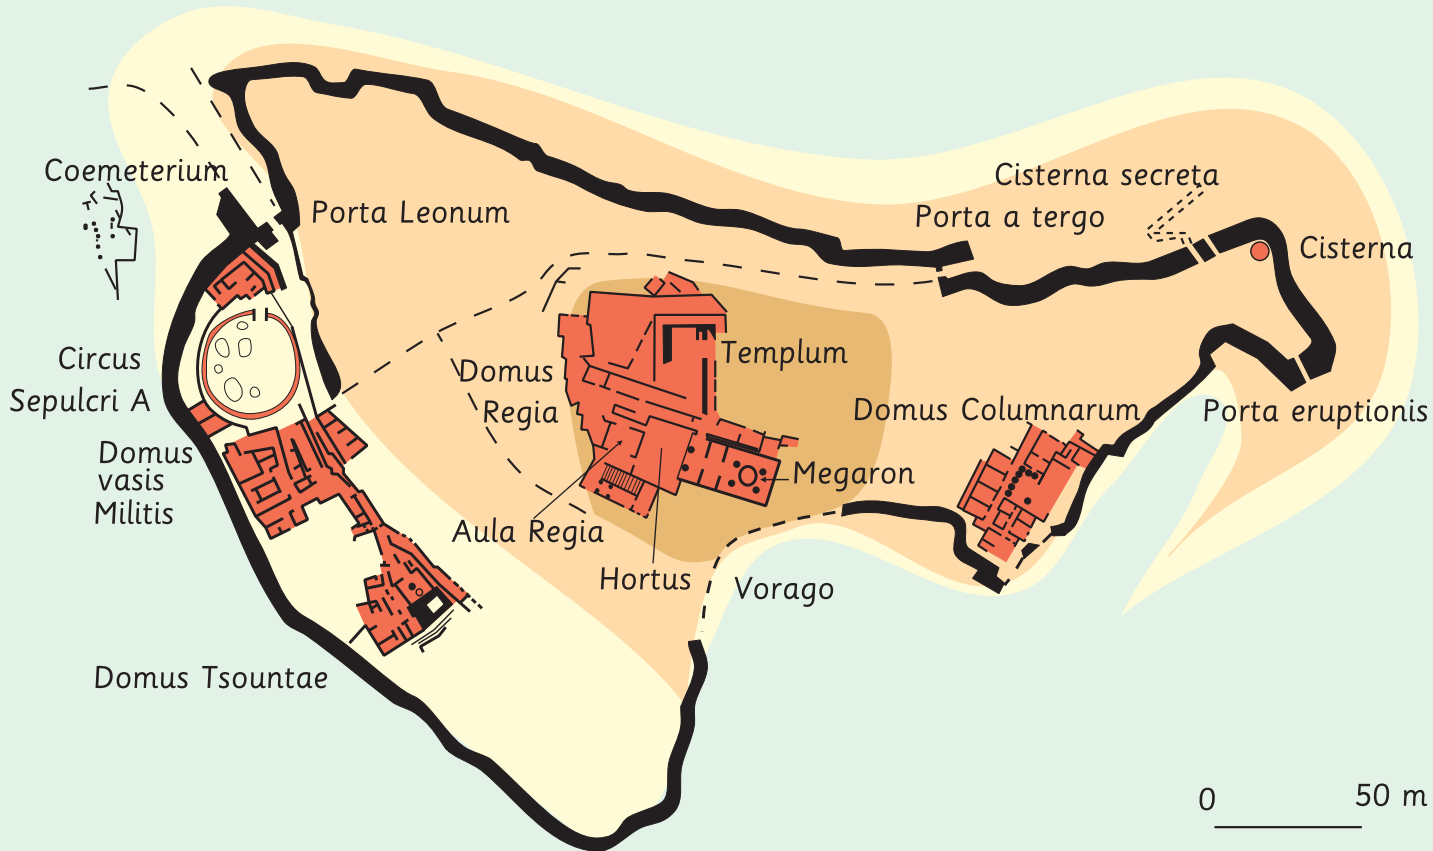 Coemeterium
Porta Leonum
Cisterna secreta
Porta a tergo
Cisterna
Circus
Sepulcri A
Domus
Regia
Templum
Domus Columnarum
Porta eruptionis
Domus
vasis
Militis
Megaron
Aula Regia
Hortus
Vorago
Domus Tsountae
0
50 m